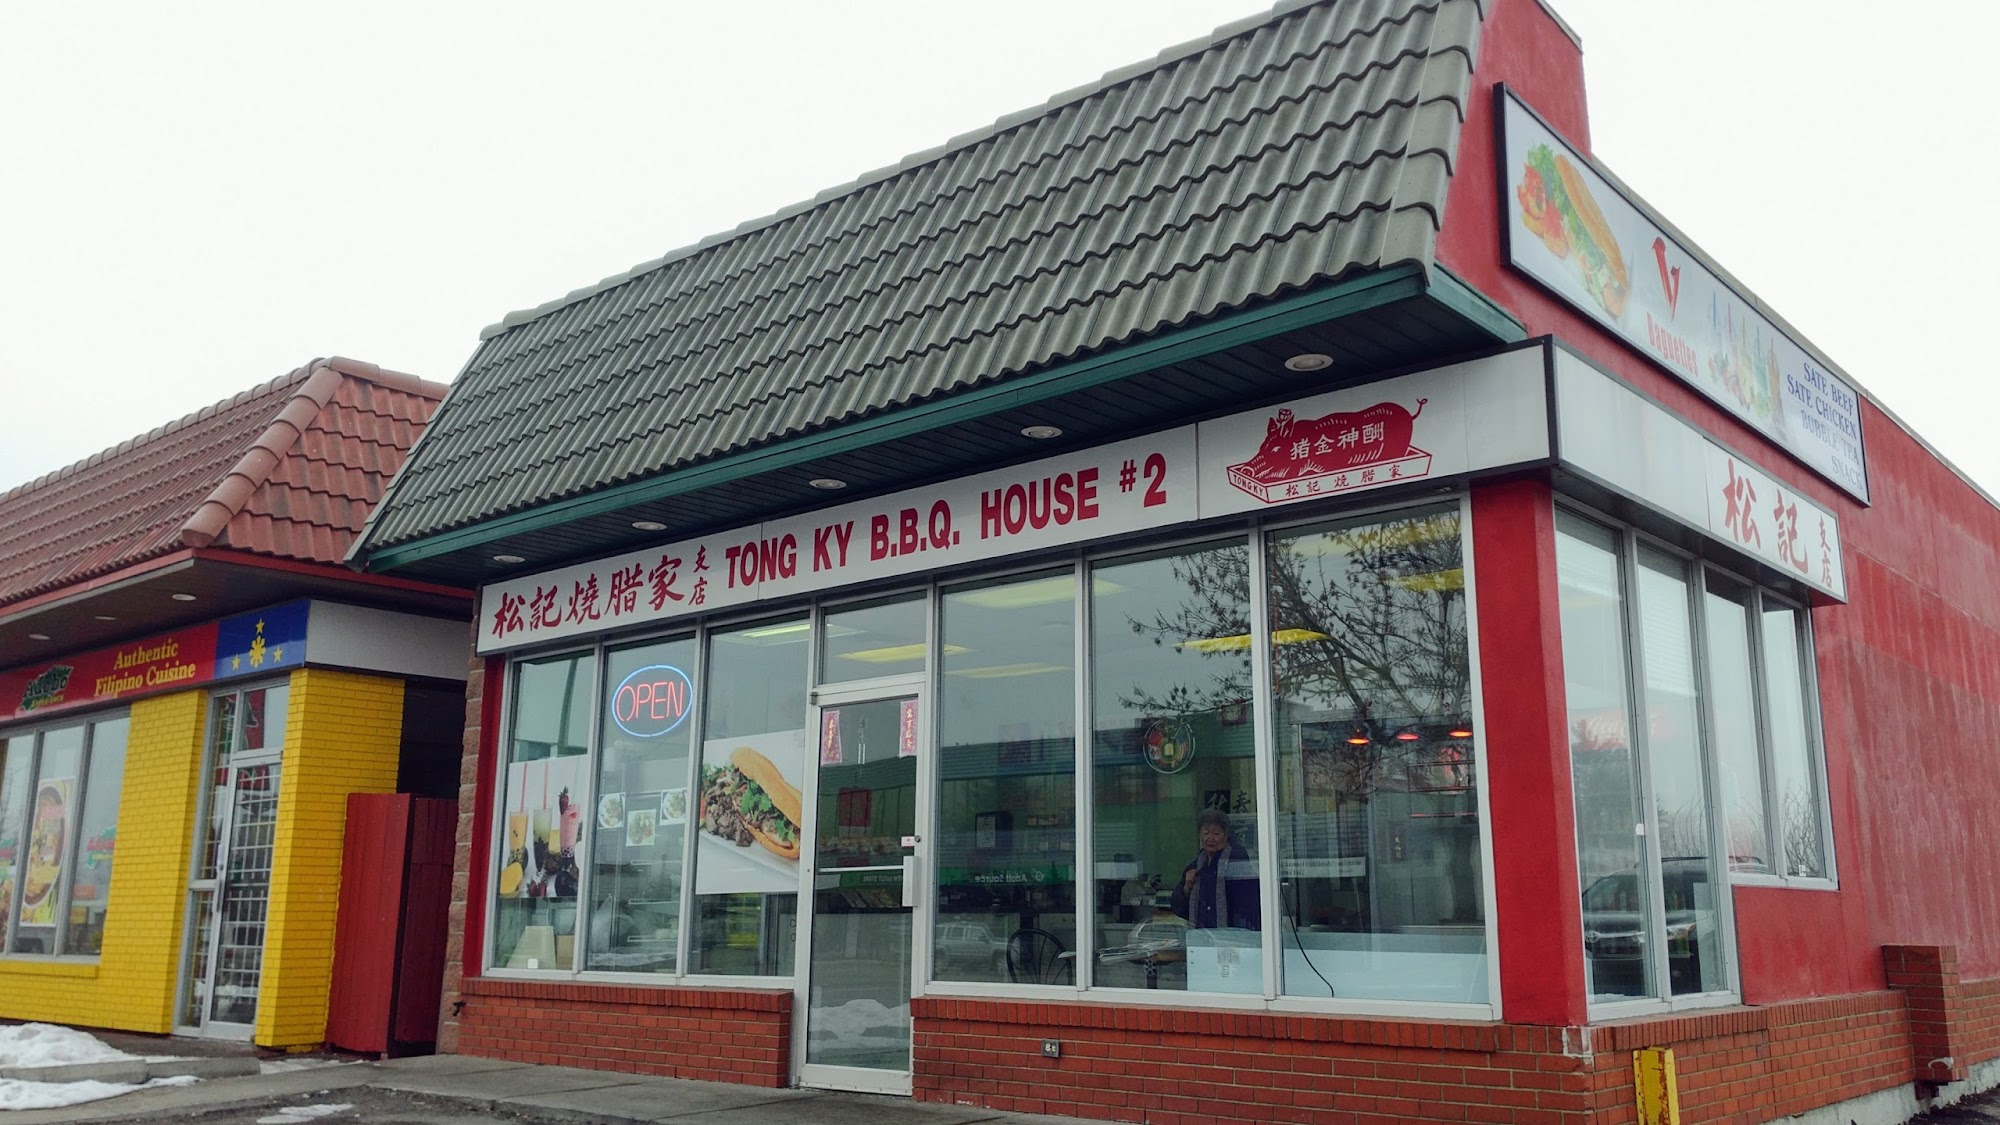 Authentic
Filipino Cuisine
松記燒腊家 支店 TONG KY B.B.Q. HOUSE #2
猪金神酬
TONG KY 松記燒腊家
V
Baguettes
SATE BEEF
SATE CHICKEN
BUBBLE TEA
SNACK
松記 支店
OPEN